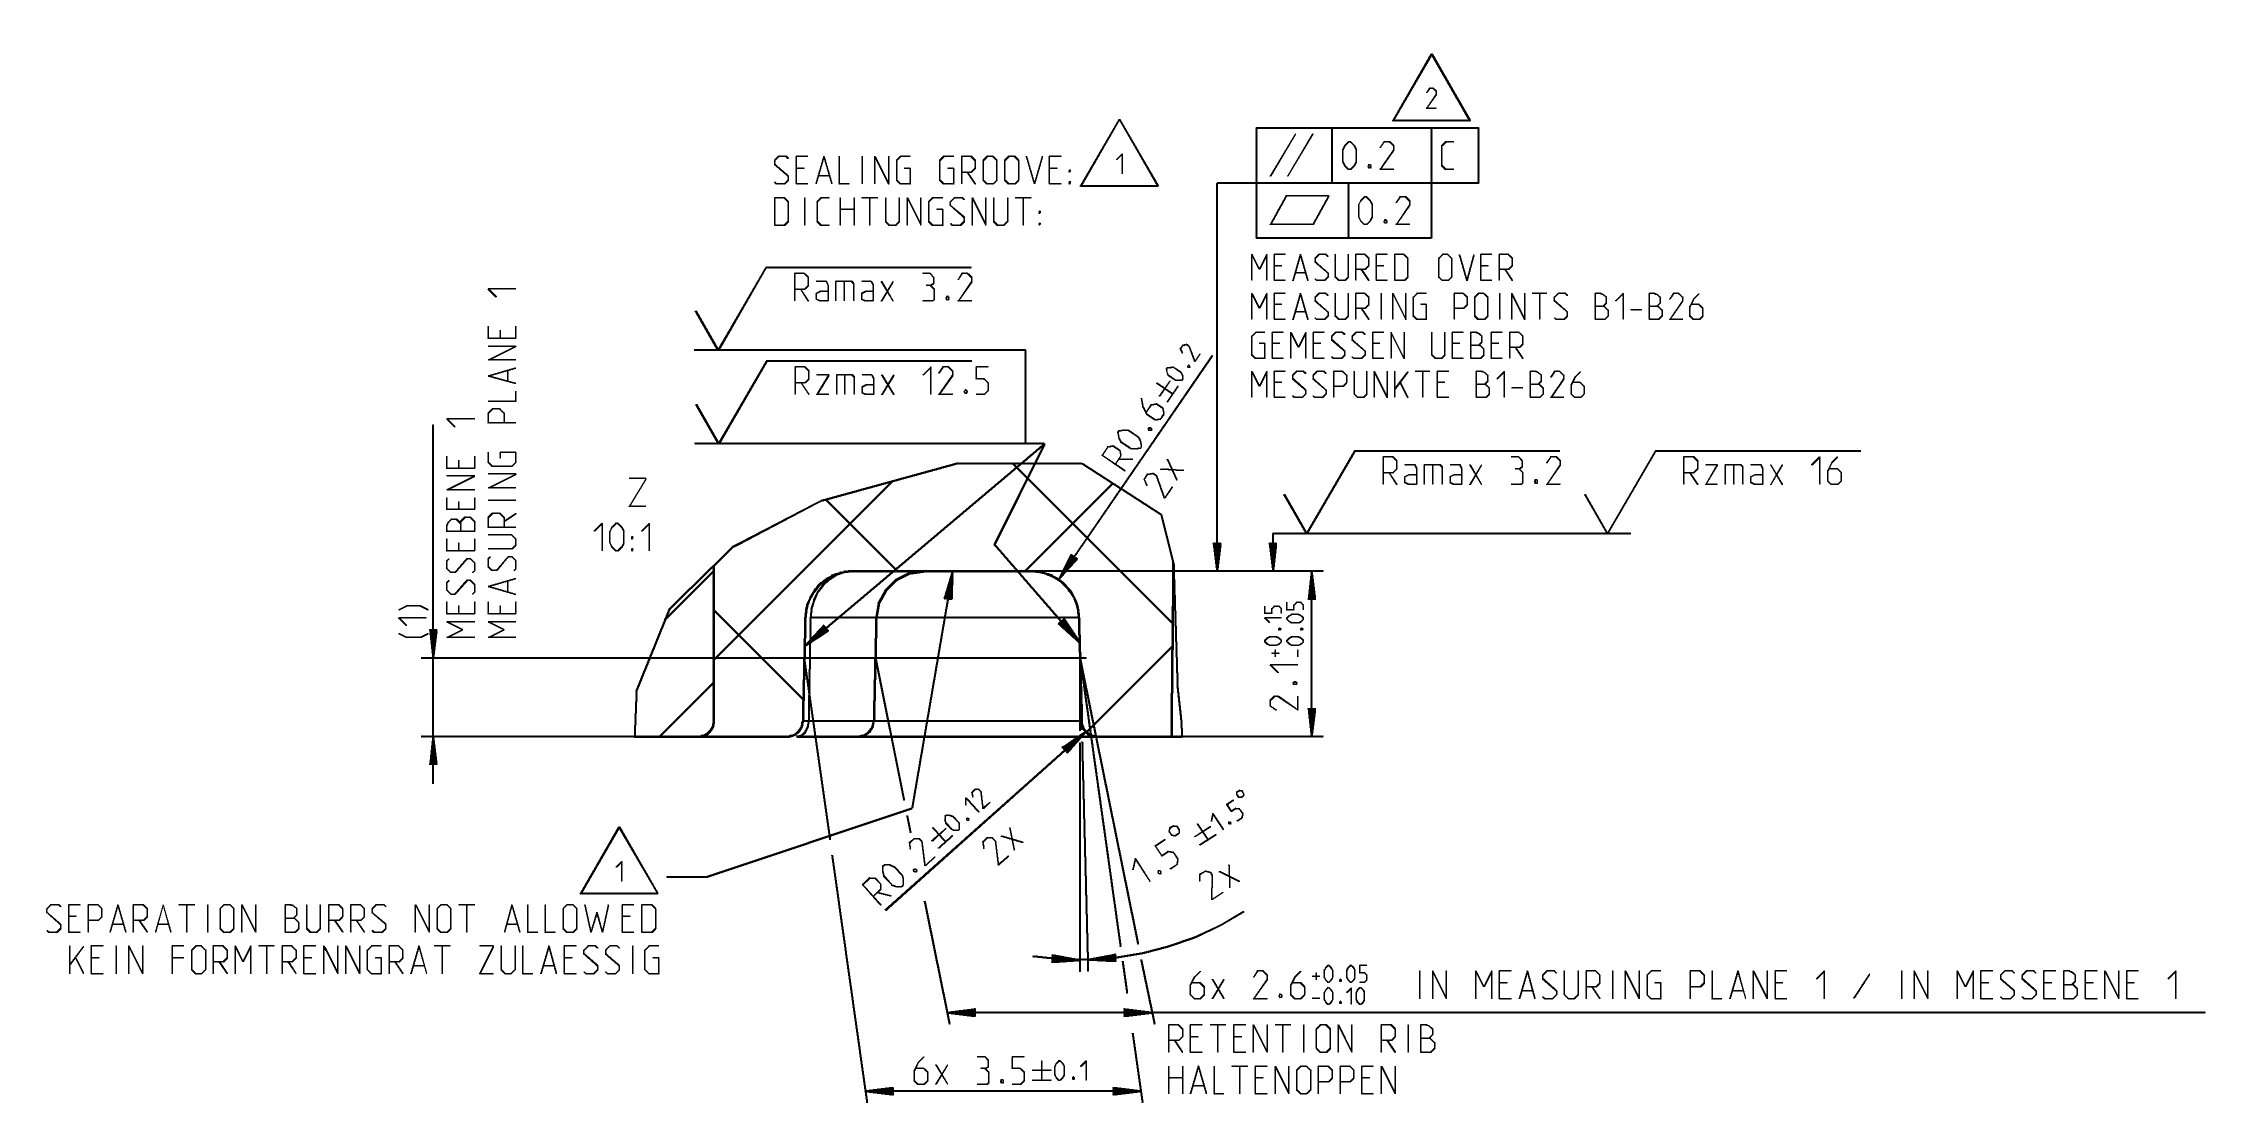 2
// 0.2 C
0.2
SEALING GROOVE: 1
DICHTUNGSNUT:
MEASURED OVER
MEASURING POINTS B1-B26
GEMESSEN UEBER
MESSPUNKTE B1-B26
Ramax 3.2
Rzmax 12.5
R0.6±0.2
2x
Ramax 3.2
Rzmax 16
(1)
MESSEBENE 1
MEASURING PLANE 1
Z
10:1
2.1+0.15
-0.05
R0.2±0.12
2x
1.5°±1.5°
2x
1
SEPARATION BURRS NOT ALLOWED
KEIN FORMTRENNGRAT ZULAESSIG
6x 2.6+0.05 IN MEASURING PLANE 1 / IN MESSEBENE 1
-0.10
RETENTION RIB
HALTENOPPEN
6x 3.5±0.1